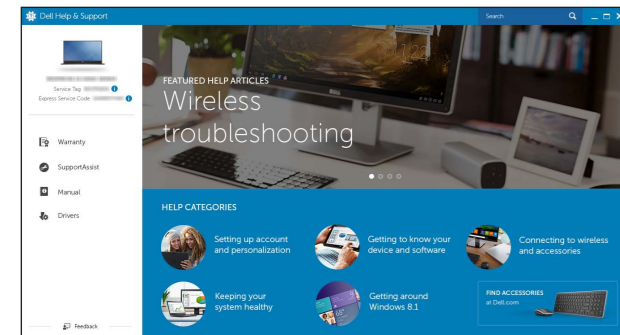 Dell Help & Support
Search
Service Tag
Express Service Code
Warranty
SupportAssist
Manual
Drivers
Feedback
FEATURED HELP ARTICLES
Wireless
troubleshooting
HELP CATEGORIES
Setting up account
and personalization
Getting to know your
device and software
Connecting to wireless
and accessories
Keeping your
system healthy
Getting around
Windows 8.1
FIND ACCESSORIES
at Dell.com